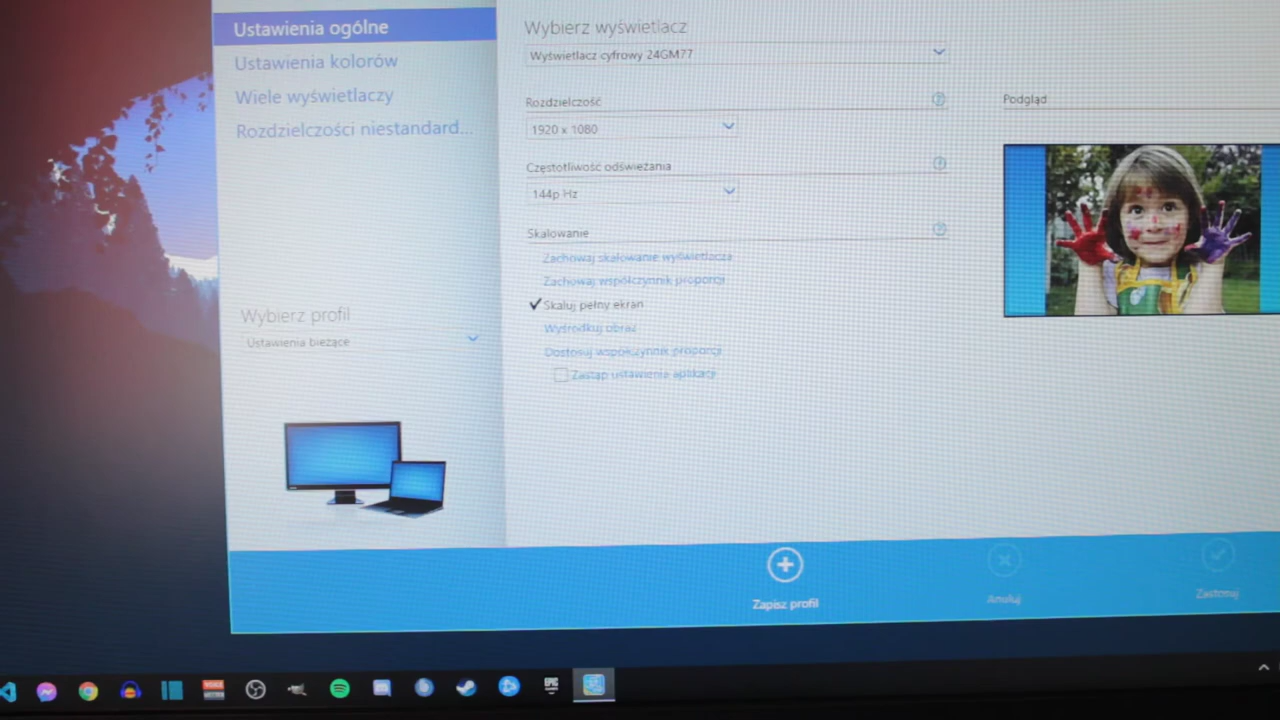 Ustawienia ogólne
Ustawienia kolorów
Wiele wyświetlaczy
Rozdzielczości niestandard...
Wybierz profil
Ustawienia bieżące
Wybierz wyświetlacz
Wyświetlacz cyfrowy 24GM77
Rozdzielczość
1920 x 1080
Częstotliwość odświeżania
144p Hz
Skalowanie
Zachowaj skalowanie wyświetlacza
Zachowaj współczynnik proporcji
Skaluj pełny ekran
Wyśrodkuj obraz
Dostosuj współczynnik proporcji
Zastąp ustawienia aplikacji
Podgląd
Zapisz profil
Anuluj
Zastosuj
EPIC